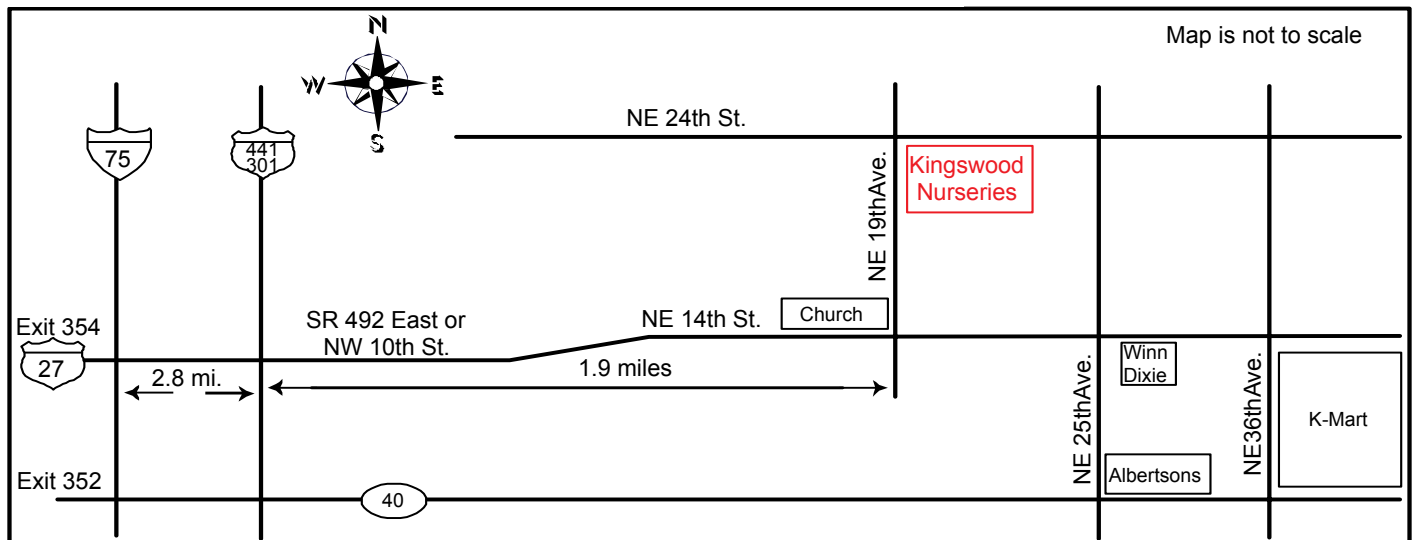 N
Map is not to scale
W
E
S
NE 24th St.
75
441
301
Kingswood
Nurseries
NE 19thAve.
Exit 354
27
SR 492 East or
NW 10th St.
NE 14th St.
Church
2.8 mi.
1.9 miles
Winn
Dixie
NE 25thAve.
NE36thAve.
K-Mart
Exit 352
40
Albertsons